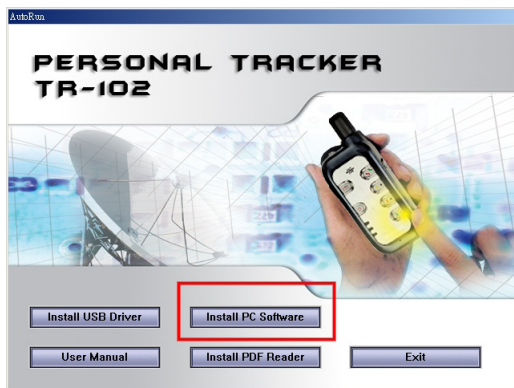 AutoRun
PERSONAL TRACKER
TR-102
Install USB Driver
Install PC Software
User Manual
Install PDF Reader
Exit